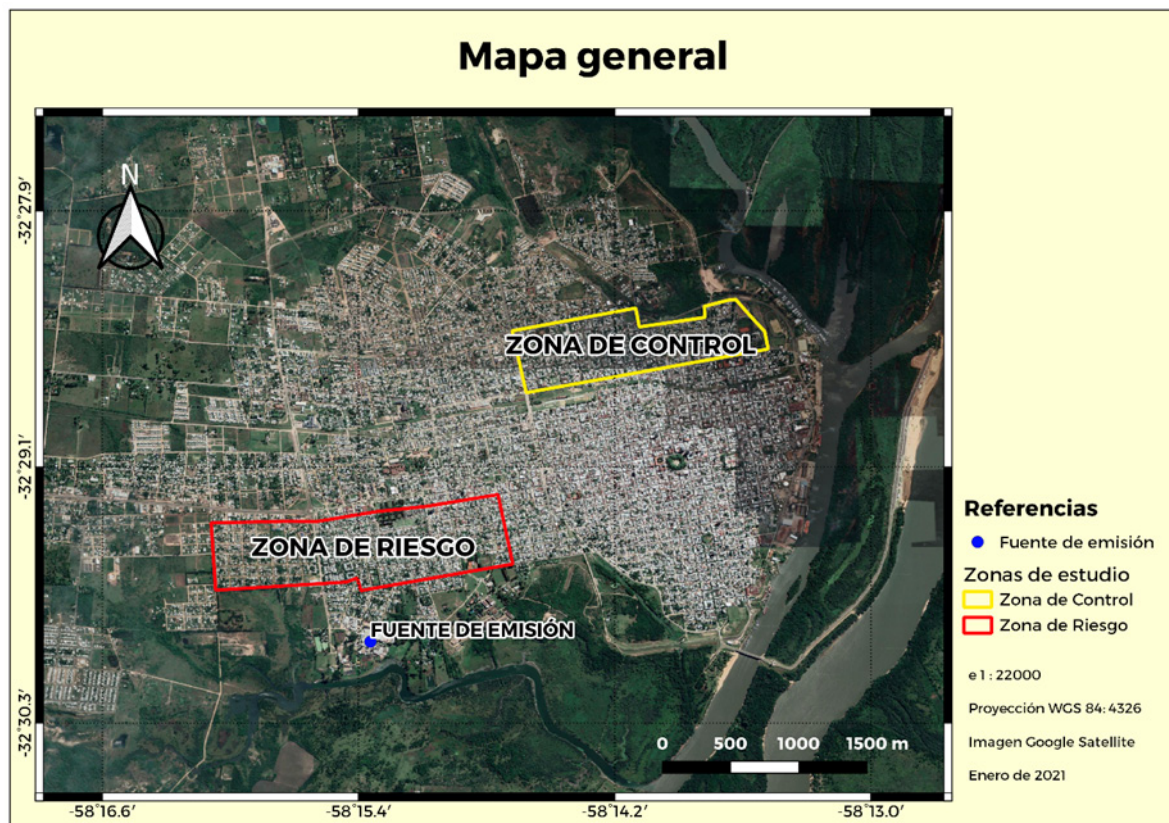 Mapa general
N
-32°27.9′
-32°29.1′
-32°30.3′
ZONA DE CONTROL
ZONA DE RIESGO
FUENTE DE EMISIÓN
0 500 1000 1500 m
-58°16.6′ -58°15.4′ -58°14.2′ -58°13.0′
Referencias
Fuente de emisión
Zonas de estudio
Zona de Control
Zona de Riesgo
e 1 : 22000
Proyección WGS 84: 4326
Imagen Google Satellite
Enero de 2021